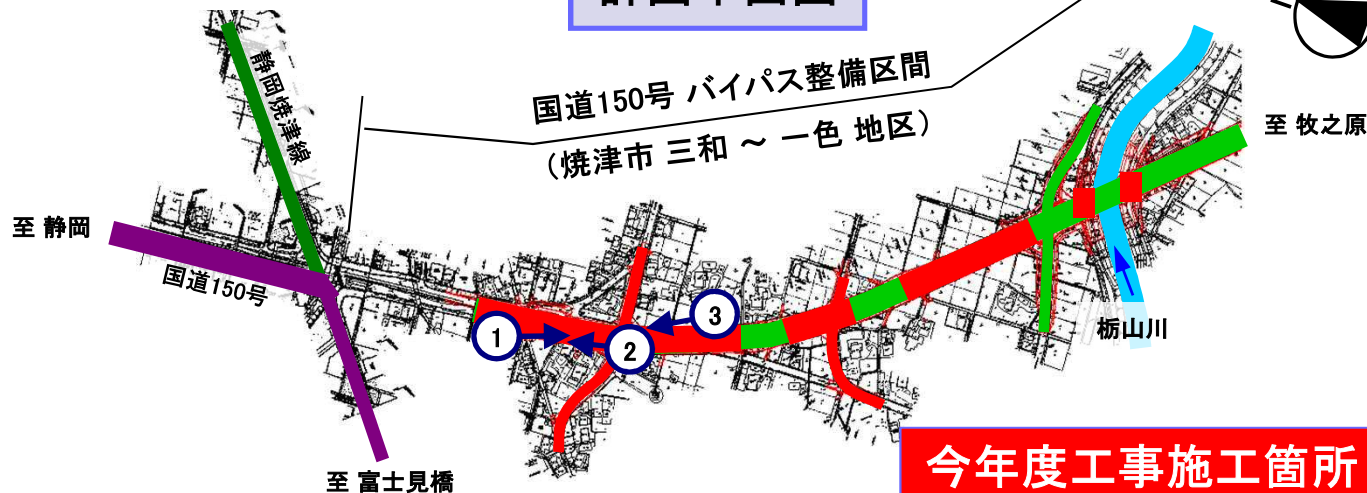 国道150号 バイパス整備区間
(焼津市 三和 ~ 一色 地区)
静岡焼津線
至 牧之原
至 静岡
国道150号
1
2
3
栃山川
至 富士見橋
今年度工事施工箇所